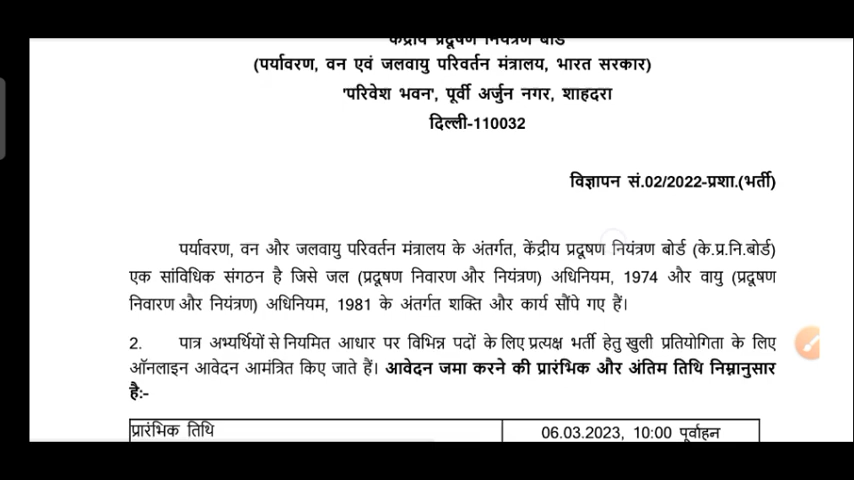 केंद्रीय प्रदूषण नियंत्रण बोर्ड
(पर्यावरण, वन एवं जलवायु परिवर्तन मंत्रालय, भारत सरकार)
'परिवेश भवन', पूर्वी अर्जुन नगर, शाहदरा
दिल्ली-110032
विज्ञापन सं.02/2022-प्रशा.(भर्ती)
पर्यावरण, वन और जलवायु परिवर्तन मंत्रालय के अंतर्गत, केंद्रीय प्रदूषण नियंत्रण बोर्ड (के.प्र.नि.बोर्ड)
एक सांविधिक संगठन है जिसे जल (प्रदूषण निवारण और नियंत्रण) अधिनियम, 1974 और वायु (प्रदूषण
निवारण और नियंत्रण) अधिनियम, 1981 के अंतर्गत शक्ति और कार्य सौंपे गए हैं।
2. पात्र अभ्यर्थियों से नियमित आधार पर विभिन्न पदों के लिए प्रत्यक्ष भर्ती हेतु खुली प्रतियोगिता के लिए
ऑनलाइन आवेदन आमंत्रित किए जाते हैं। आवेदन जमा करने की प्रारंभिक और अंतिम तिथि निम्नानुसार
है:-
प्रारंभिक तिथि 06.03.2023, 10:00 पूर्वाहन